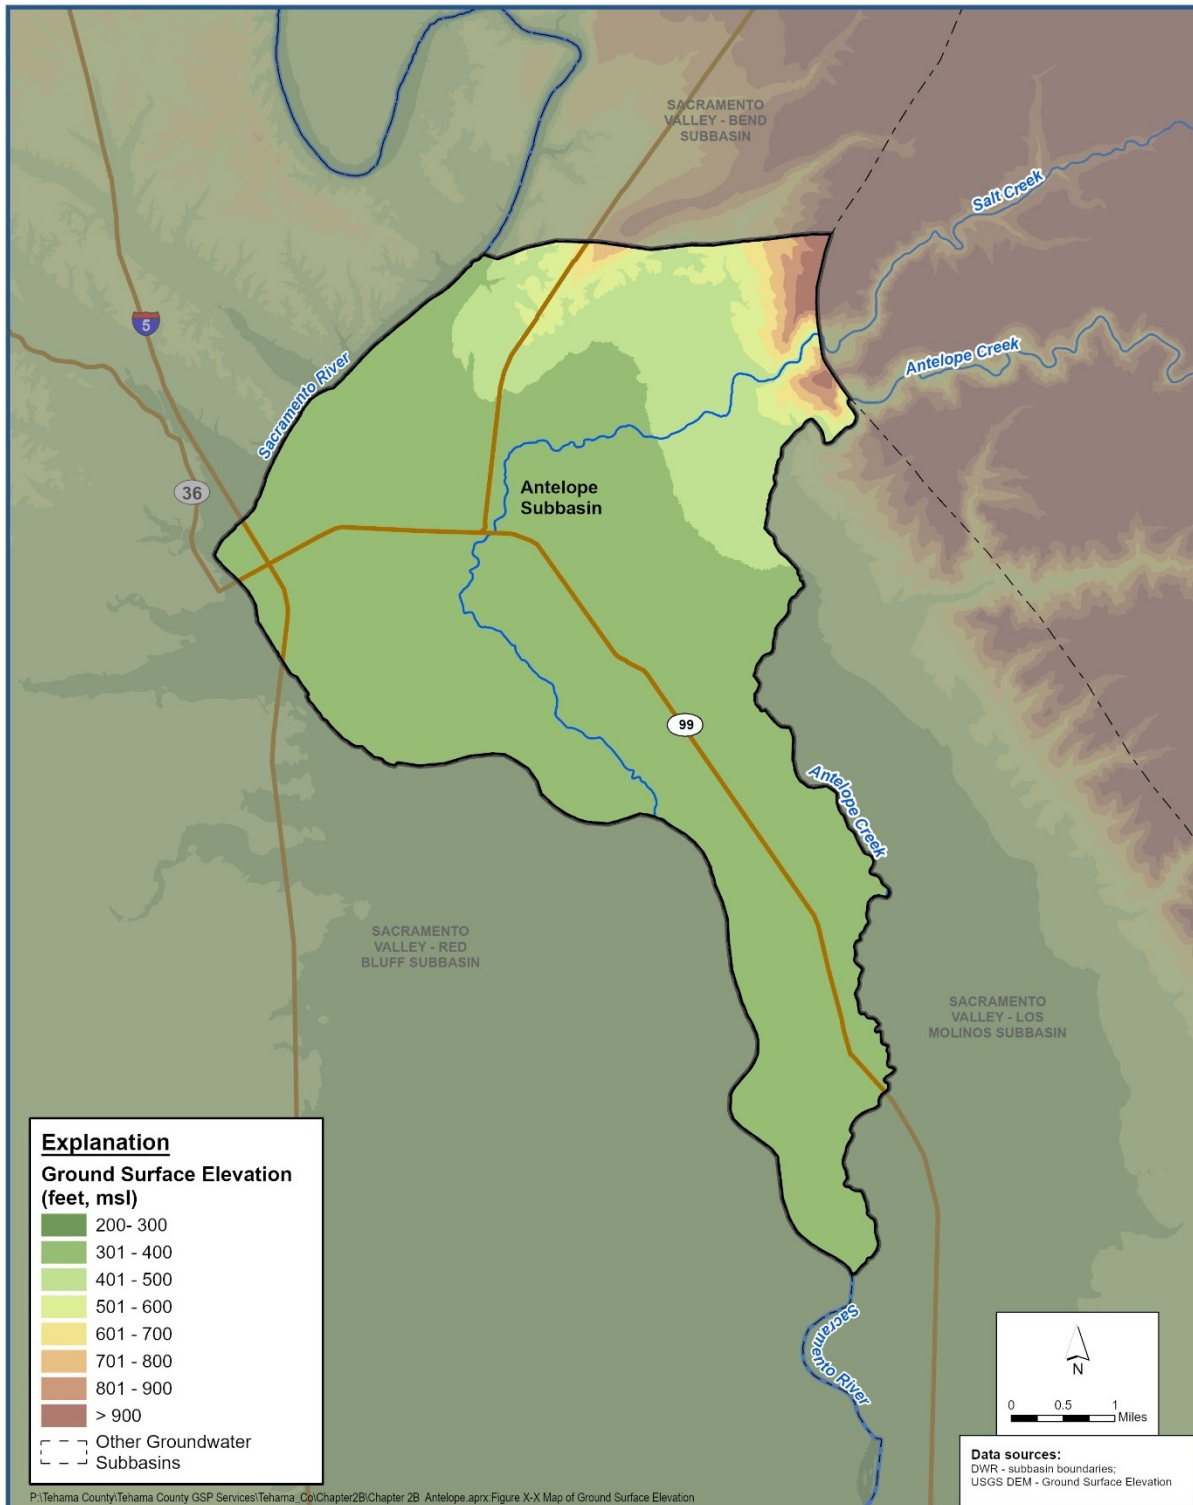 SACRAMENTO
VALLEY - BEND
SUBBASIN
Salt Creek
5
Antelope Creek
Sacramento River
36
Antelope
Subbasin
99
Antelope Creek
SACRAMENTO
VALLEY - RED
BLUFF SUBBASIN
SACRAMENTO
VALLEY - LOS
MOLINOS SUBBASIN
Explanation
Ground Surface Elevation
(feet, msl)
200- 300
301 - 400
401 - 500
501 - 600
601 - 700
701 - 800
801 - 900
> 900
Other Groundwater
Subbasins
Sacramento River
N
0 0.5 1
Miles
Data sources:
DWR - subbasin boundaries;
USGS DEM - Ground Surface Elevation
P:\Tehama County\Tehama County GSP Services\Tehama_Co\Chapter2B\Chapter 2B_Antelope.aprx:Figure X-X Map of Ground Surface Elevation